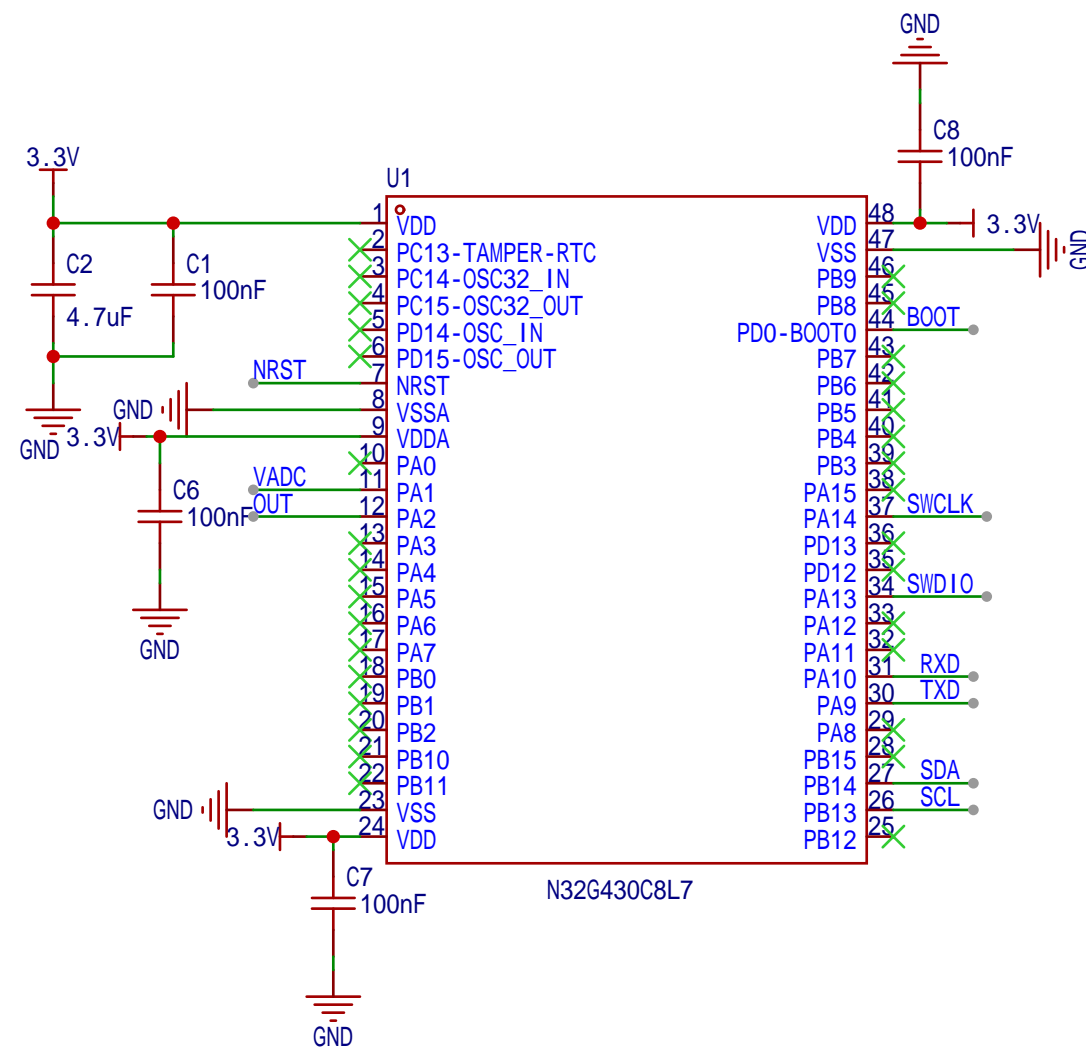 GND
C8
100nF
3.3V
GND
3.3V
C2
4.7uF
C1
100nF
GND
U1
1 VDD
2 PC13-TAMPER-RTC
3 PC14-OSC32_IN
4 PC15-OSC32_OUT
5 PD14-OSC_IN
6 PD15-OSC_OUT
NRST 7 NRST
GND 8 VSSA
3.3V 9 VDDA
10 PA0
VADC 11 PA1
OUT 12 PA2
13 PA3
14 PA4
15 PA5
16 PA6
17 PA7
18 PB0
19 PB1
20 PB2
21 PB10
22 PB11
GND 23 VSS
3.3V 24 VDD
C6
100nF
GND
C7
100nF
GND
VDD 48
VSS 47
PB9 46
PB8 45
PD0-BOOT0 44 BOOT
PB7 43
PB6 42
PB5 41
PB4 40
PB3 39
PA15 38
PA14 37 SWCLK
PD13 36
PD12 35
PA13 34 SWDIO
PA12 33
PA11 32
PA10 31 RXD
PA9 30 TXD
PA8 29
PB15 28
PB14 27 SDA
PB13 26 SCL
PB12 25
N32G430C8L7